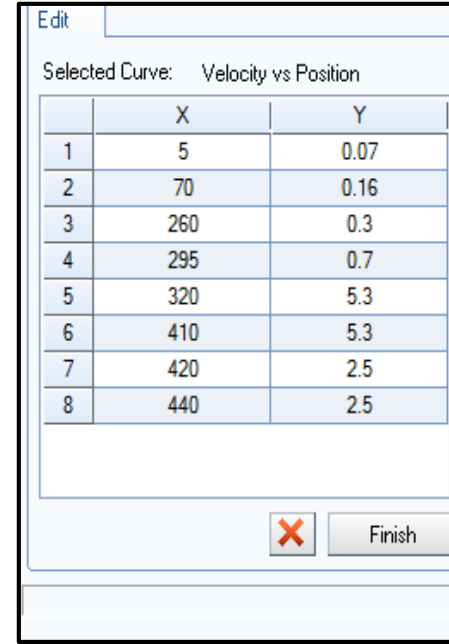 Edit
Selected Curve: Velocity vs Position
X Y
1 5 0.07
2 70 0.16
3 260 0.3
4 295 0.7
5 320 5.3
6 410 5.3
7 420 2.5
8 440 2.5
Finish